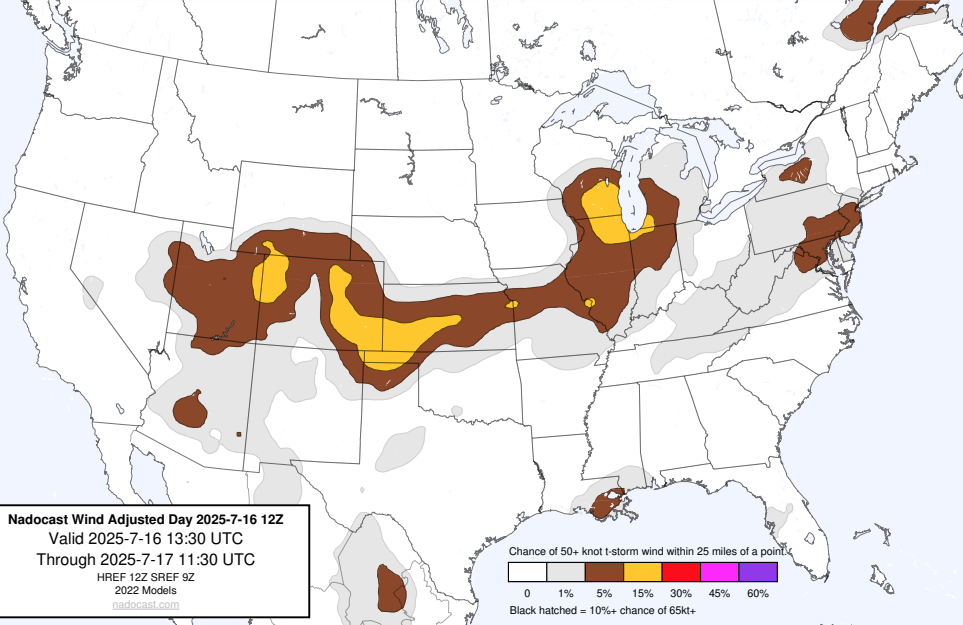 Nadocast Wind Adjusted Day 2025-7-16 12Z
Valid 2025-7-16 13:30 UTC
Through 2025-7-17 11:30 UTC
HREF 12Z SREF 9Z
2022 Models
nadocast.com
Chance of 50+ knot t-storm wind within 25 miles of a point.
0 1% 5% 15% 30% 45% 60%
Black hatched = 10%+ chance of 65kt+